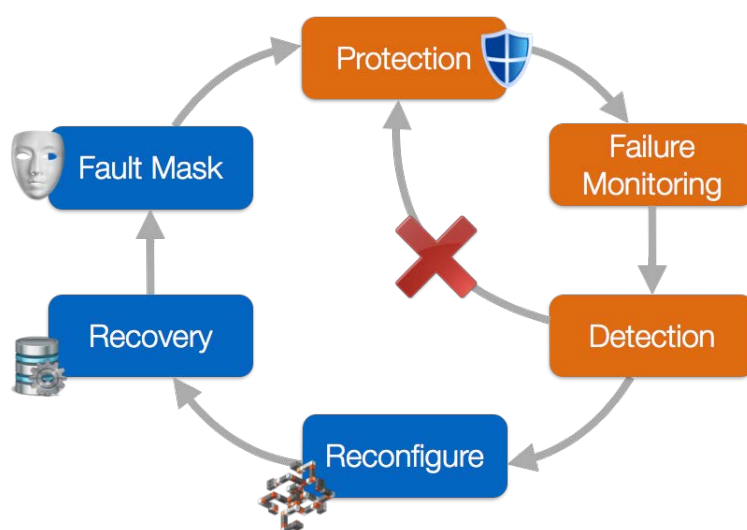 Protection
Failure
Monitoring
Fault Mask
Recovery
Detection
Reconfigure